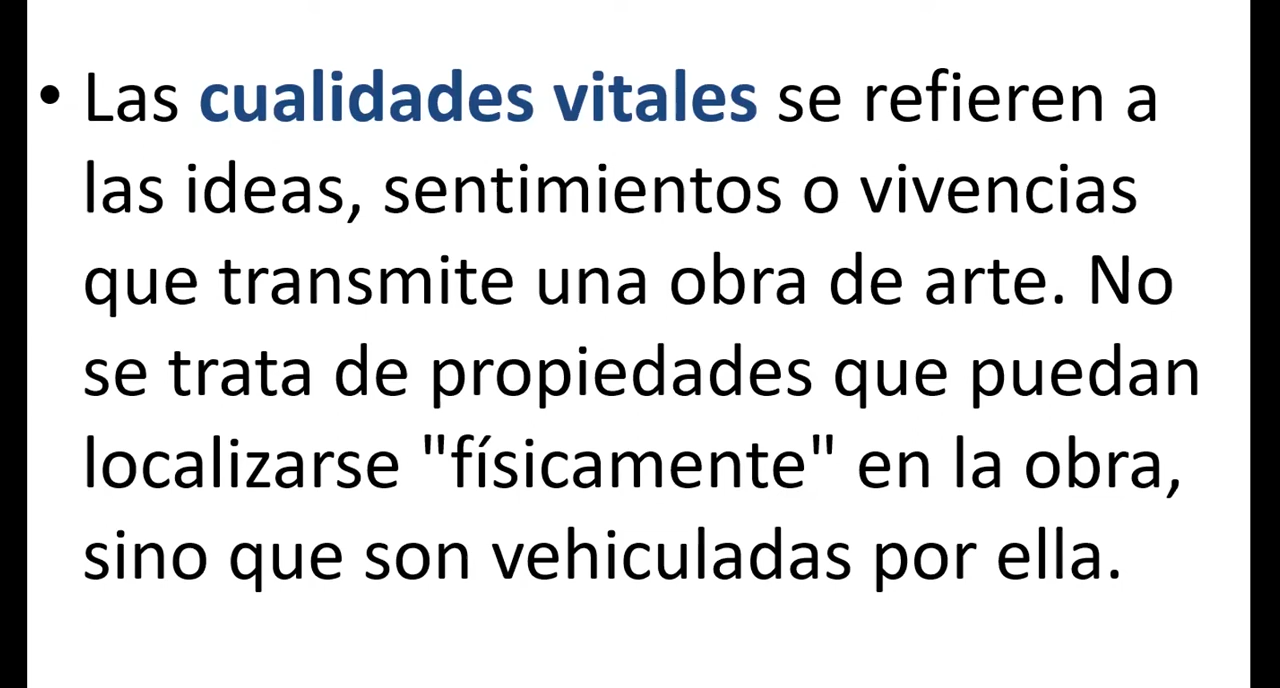 • Las cualidades vitales se refieren a
las ideas, sentimientos o vivencias
que transmite una obra de arte. No
se trata de propiedades que puedan
localizarse "físicamente" en la obra,
sino que son vehiculadas por ella.